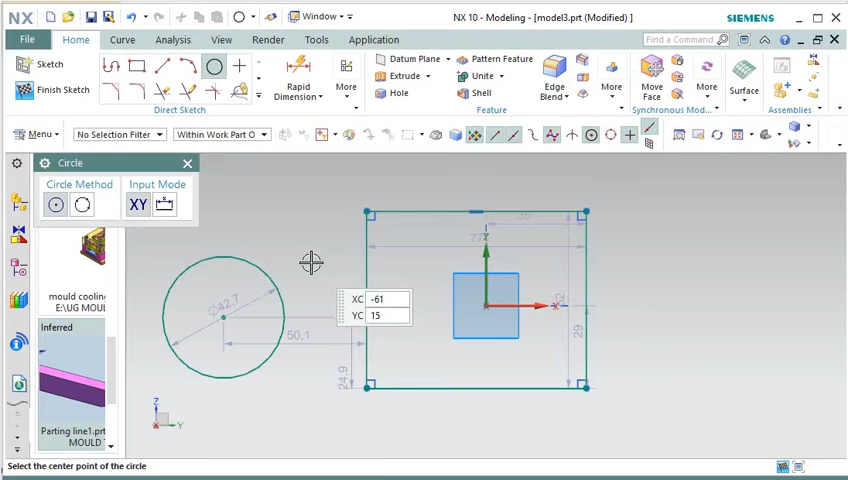 NX
Window
NX 10 - Modeling - [model3.prt (Modified) ]
SIEMENS
File
Home
Curve
Analysis
View
Render
Tools
Application
Find a Command
Sketch
Finish Sketch
Rapid
Dimension
More
Direct Sketch
Datum Plane
Extrude
Hole
Pattern Feature
Unite
Shell
Edge
Blend
More
Feature
Move
Face
More
Synchronous Mod...
Surface
Assemblies
Menu
No Selection Filter
Within Work Part O
Circle
Circle Method
Input Mode
XY
mould cooling
E:\UG MOULD
Inferred
Parting line1.prt
MOULD T
Ø42,7
50,1
24,9
XC -61
YC 15
38
29
Z
X
Z
X
Y
Select the center point of the circle